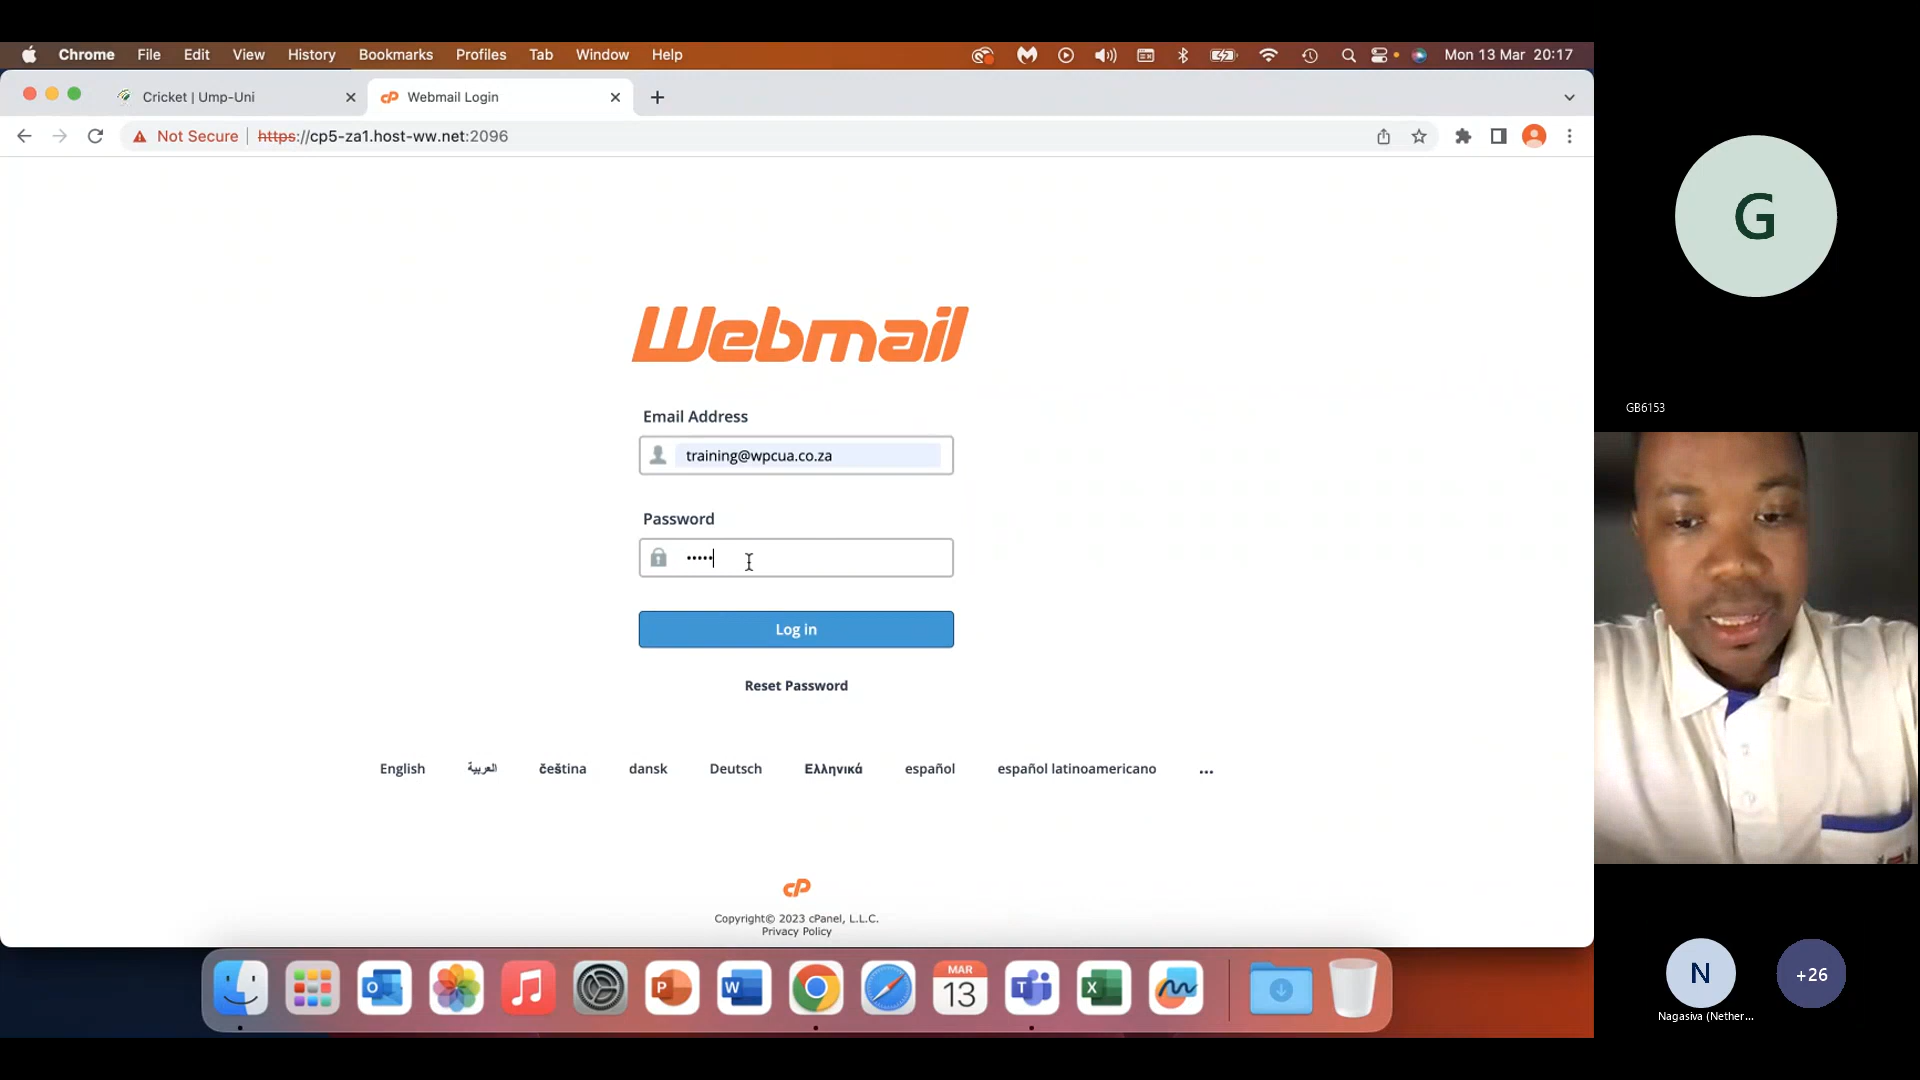 Chrome File Edit View History Bookmarks Profiles Tab Window Help Mon 13 Mar 20:17
Cricket | Ump-Uni Webmail Login
Not Secure https://cp5-za1.host-ww.net:2096
Webmail
Email Address
training@wpcua.co.za
Password
•••••
Log in
Reset Password
English العربية čeština dansk Deutsch Ελληνικά español español latinoamericano ...
cP
Copyright© 2023 cPanel, L.L.C.
Privacy Policy
MAR
13
O P W T X
G
GB6153
N +26
Nagasiva (Nether...